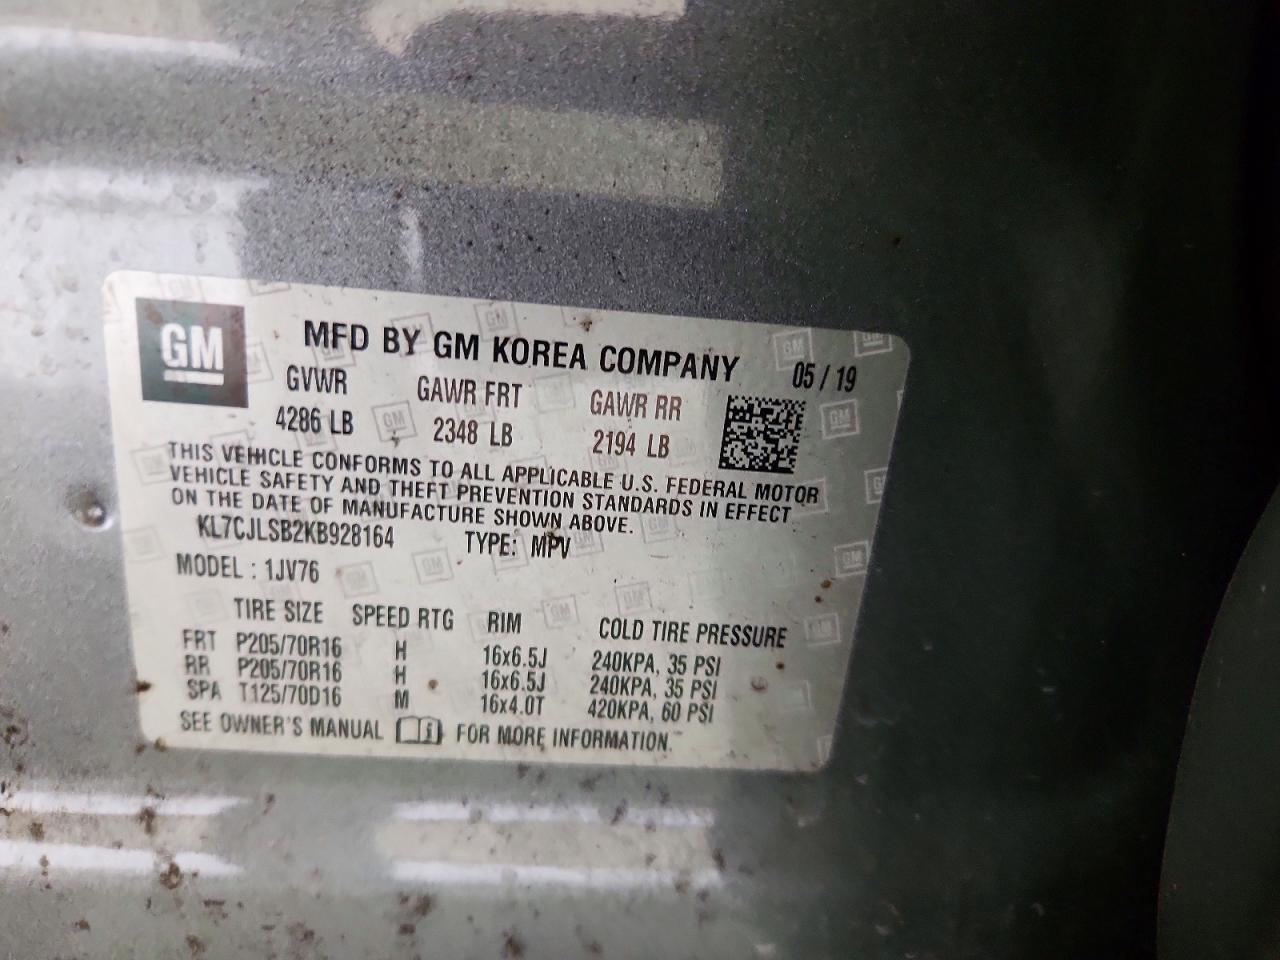 GM
MFD BY GM KOREA COMPANY 05 / 19
GVWR GAWR FRT GAWR RR
4286 LB 2348 LB 2194 LB
THIS VEHICLE CONFORMS TO ALL APPLICABLE U.S. FEDERAL MOTOR
VEHICLE SAFETY AND THEFT PREVENTION STANDARDS IN EFFECT
ON THE DATE OF MANUFACTURE SHOWN ABOVE.
KL7CJLSB2KB928164 TYPE: MPV
MODEL : 1JV76
TIRE SIZE SPEED RTG RIM COLD TIRE PRESSURE
FRT P205/70R16 H 16x6.5J 240KPA, 35 PSI
RR P205/70R16 H 16x6.5J 240KPA, 35 PSI
SPA T125/70D16 M 16x4.0T 420KPA, 60 PSI
SEE OWNER'S MANUAL FOR MORE INFORMATION.